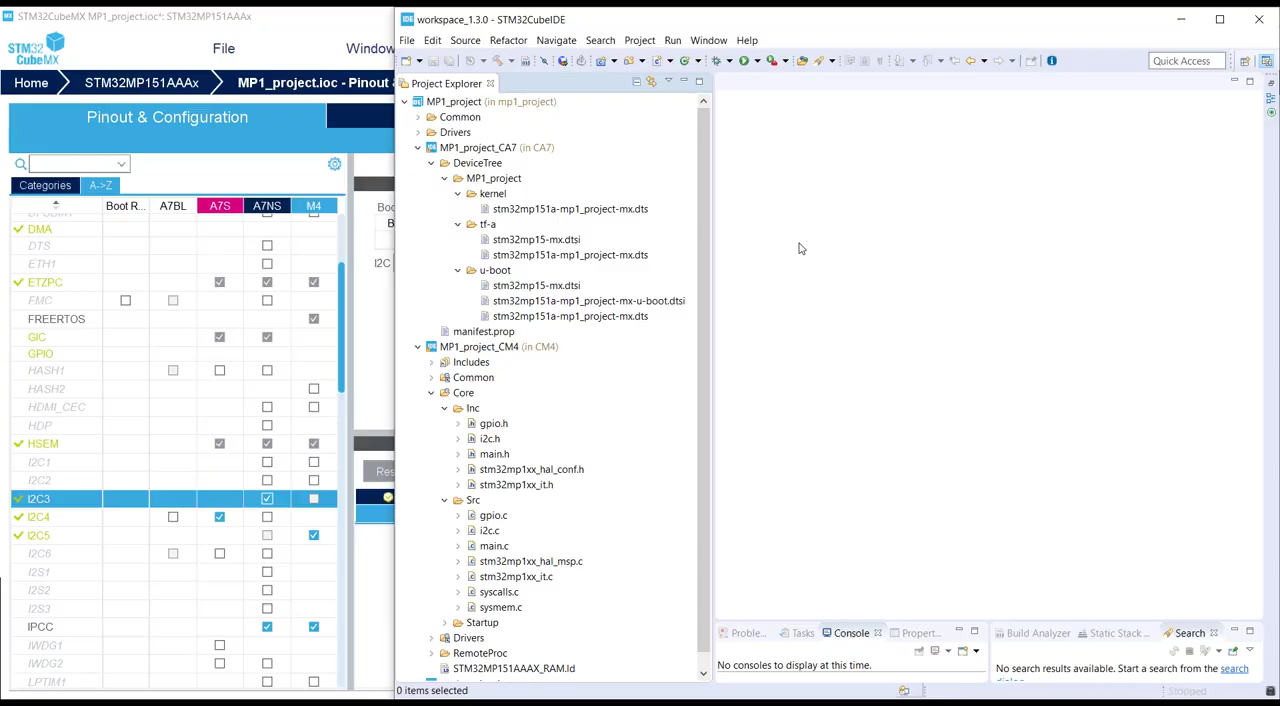 STM32CubeMX MP1_project.ioc*: STM32MP151AAAx
STM32
CubeMX
File
Window
Home
STM32MP151AAAx
MP1_project.ioc - Pinout
Pinout & Configuration
Categories
A->Z
Boot R...
A7BL
A7S
A7NS
M4
DMA
DTS
ETH1
ETZPC
FMC
FREERTOS
GIC
GPIO
HASH1
HASH2
HDMI_CEC
HDP
HSEM
I2C1
I2C2
I2C3
I2C4
I2C5
I2C6
I2S1
I2S2
I2S3
IPCC
IWDG1
IWDG2
LPTIM1
Boo
B
I2C
Res
IDE workspace_1.3.0 - STM32CubeIDE
File Edit Source Refactor Navigate Search Project Run Window Help
Quick Access
Project Explorer
MP1_project (in mp1_project)
Common
Drivers
MP1_project_CA7 (in CA7)
DeviceTree
MP1_project
kernel
stm32mp151a-mp1_project-mx.dts
tf-a
stm32mp15-mx.dtsi
stm32mp151a-mp1_project-mx.dts
u-boot
stm32mp15-mx.dtsi
stm32mp151a-mp1_project-mx-u-boot.dtsi
stm32mp151a-mp1_project-mx.dts
manifest.prop
MP1_project_CM4 (in CM4)
Includes
Common
Core
Inc
gpio.h
i2c.h
main.h
stm32mp1xx_hal_conf.h
stm32mp1xx_it.h
Src
gpio.c
i2c.c
main.c
stm32mp1xx_hal_msp.c
stm32mp1xx_it.c
syscalls.c
sysmem.c
Startup
Drivers
RemoteProc
STM32MP151AAAX_RAM.ld
0 items selected
Proble...
Tasks
Console
Propert...
No consoles to display at this time.
Build Analyzer
Static Stack ...
Search
No search results available. Start a search from the search
Stopped